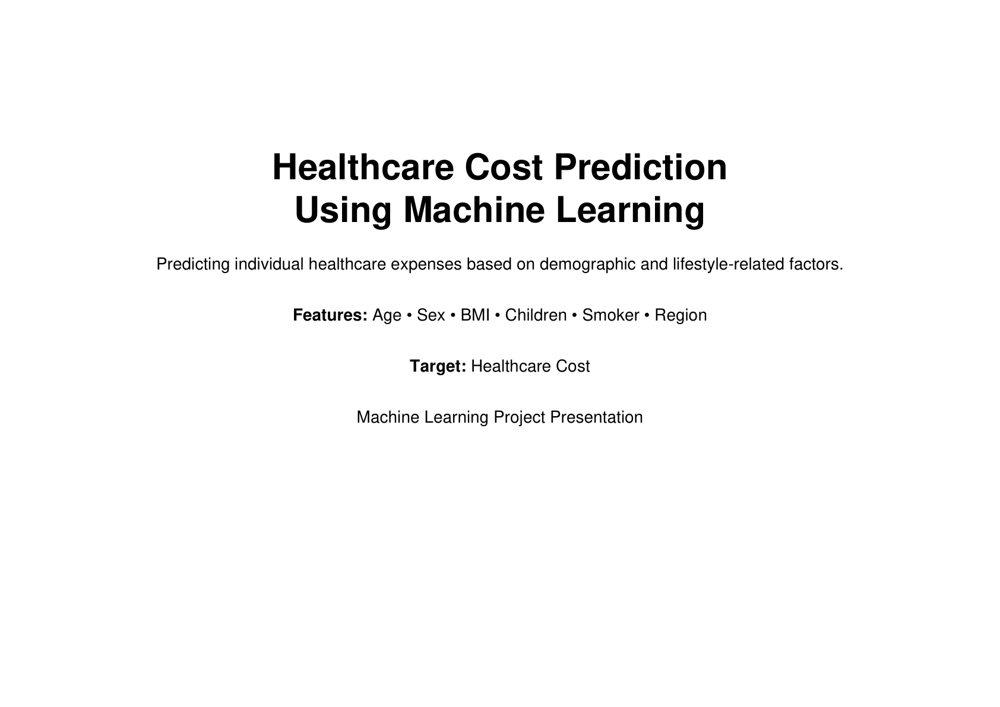 Healthcare Cost Prediction
Using Machine Learning
Predicting individual healthcare expenses based on demographic and lifestyle-related factors.
Features: Age • Sex • BMI • Children • Smoker • Region
Target: Healthcare Cost
Machine Learning Project Presentation